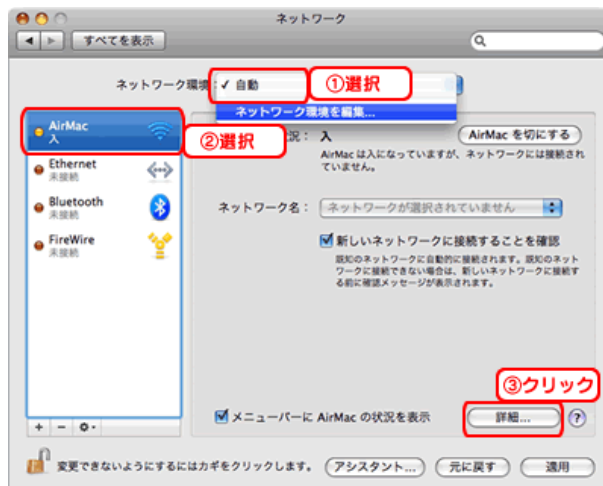 ネットワーク
すべてを表示
ネットワーク環境: ✓ 自動 ①選択
ネットワーク環境を編集...
AirMac
入
②選択
況: 入
AirMac を切にする
AirMac は入になっていますが、ネットワークには接続され
ていません。
Ethernet
未接続
Bluetooth
未接続
FireWire
未接続
ネットワーク名: ネットワークが選択されていません
新しいネットワークに接続することを確認
既知のネットワークに自動的に接続されます。既知のネット
ワークに接続できない場合は、新しいネットワークに接続す
る前に確認メッセージが表示されます。
③クリック
メニューバーに AirMac の状況を表示
詳細...
?
+ −
変更できないようにするにはカギをクリックします。
アシスタント...
元に戻す
適用